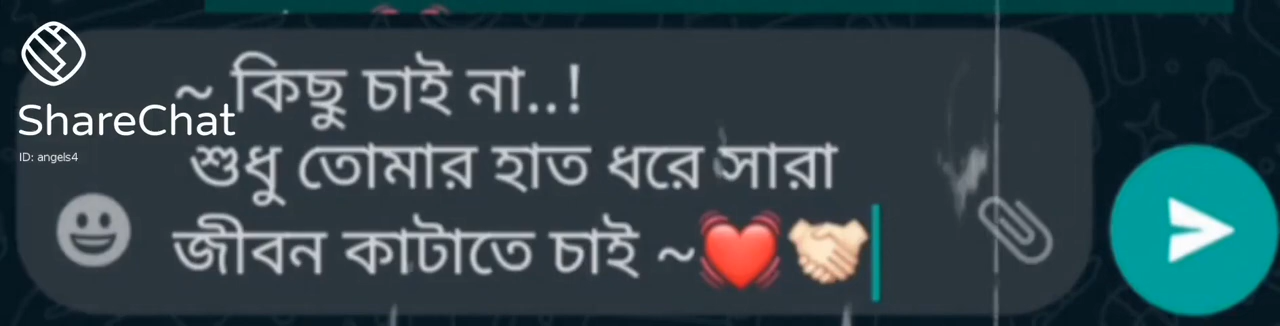 ~ কিছু চাই না..!
ShareChat
ID: angels4
শুধু তোমার হাত ধরে সারা
জীবন কাটাতে চাই ~💓🤝🏻